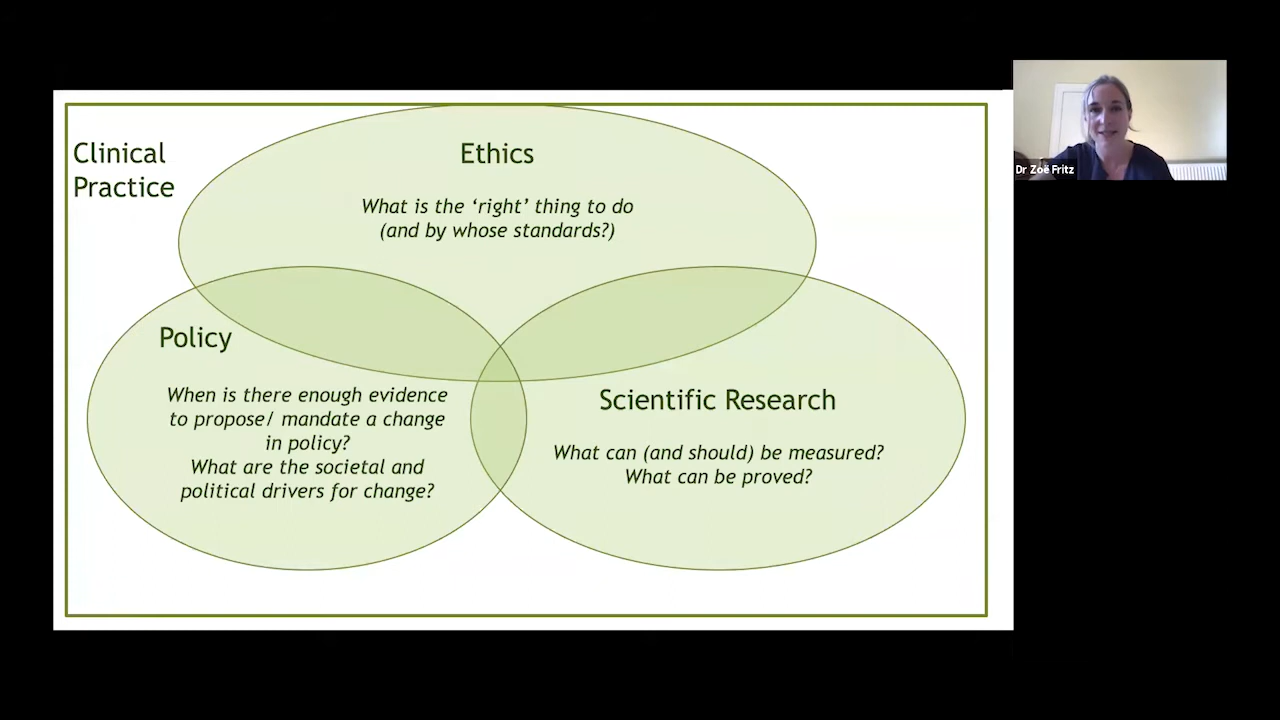 Clinical
Practice
Ethics
What is the ‘right’ thing to do
(and by whose standards?)
Policy
When is there enough evidence
to propose/ mandate a change
in policy?
What are the societal and
political drivers for change?
Scientific Research
What can (and should) be measured?
What can be proved?
Dr Zoë Fritz